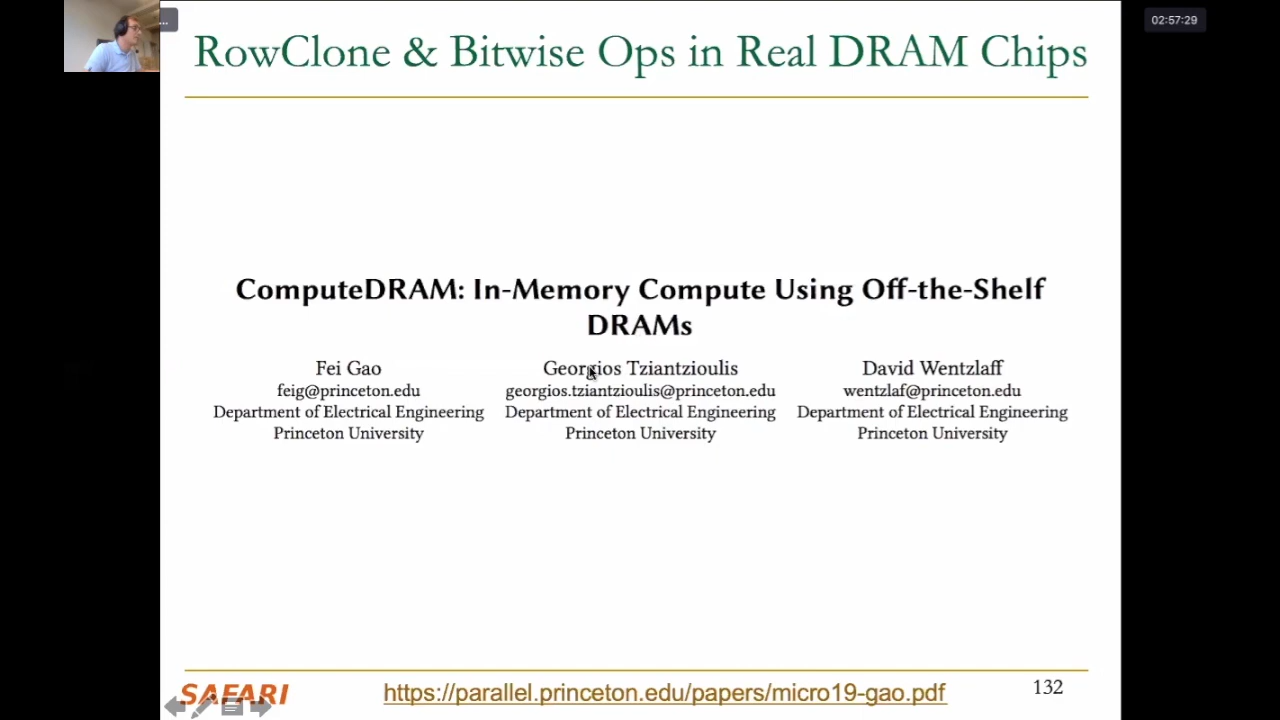 ...
02:57:29
RowClone & Bitwise Ops in Real DRAM Chips
ComputeDRAM: In-Memory Compute Using Off-the-Shelf
DRAMs
Fei Gao
feig@princeton.edu
Department of Electrical Engineering
Princeton University
Georgios Tziantzioulis
georgios.tziantzioulis@princeton.edu
Department of Electrical Engineering
Princeton University
David Wentzlaff
wentzlaf@princeton.edu
Department of Electrical Engineering
Princeton University
SAFARI
https://parallel.princeton.edu/papers/micro19-gao.pdf
132